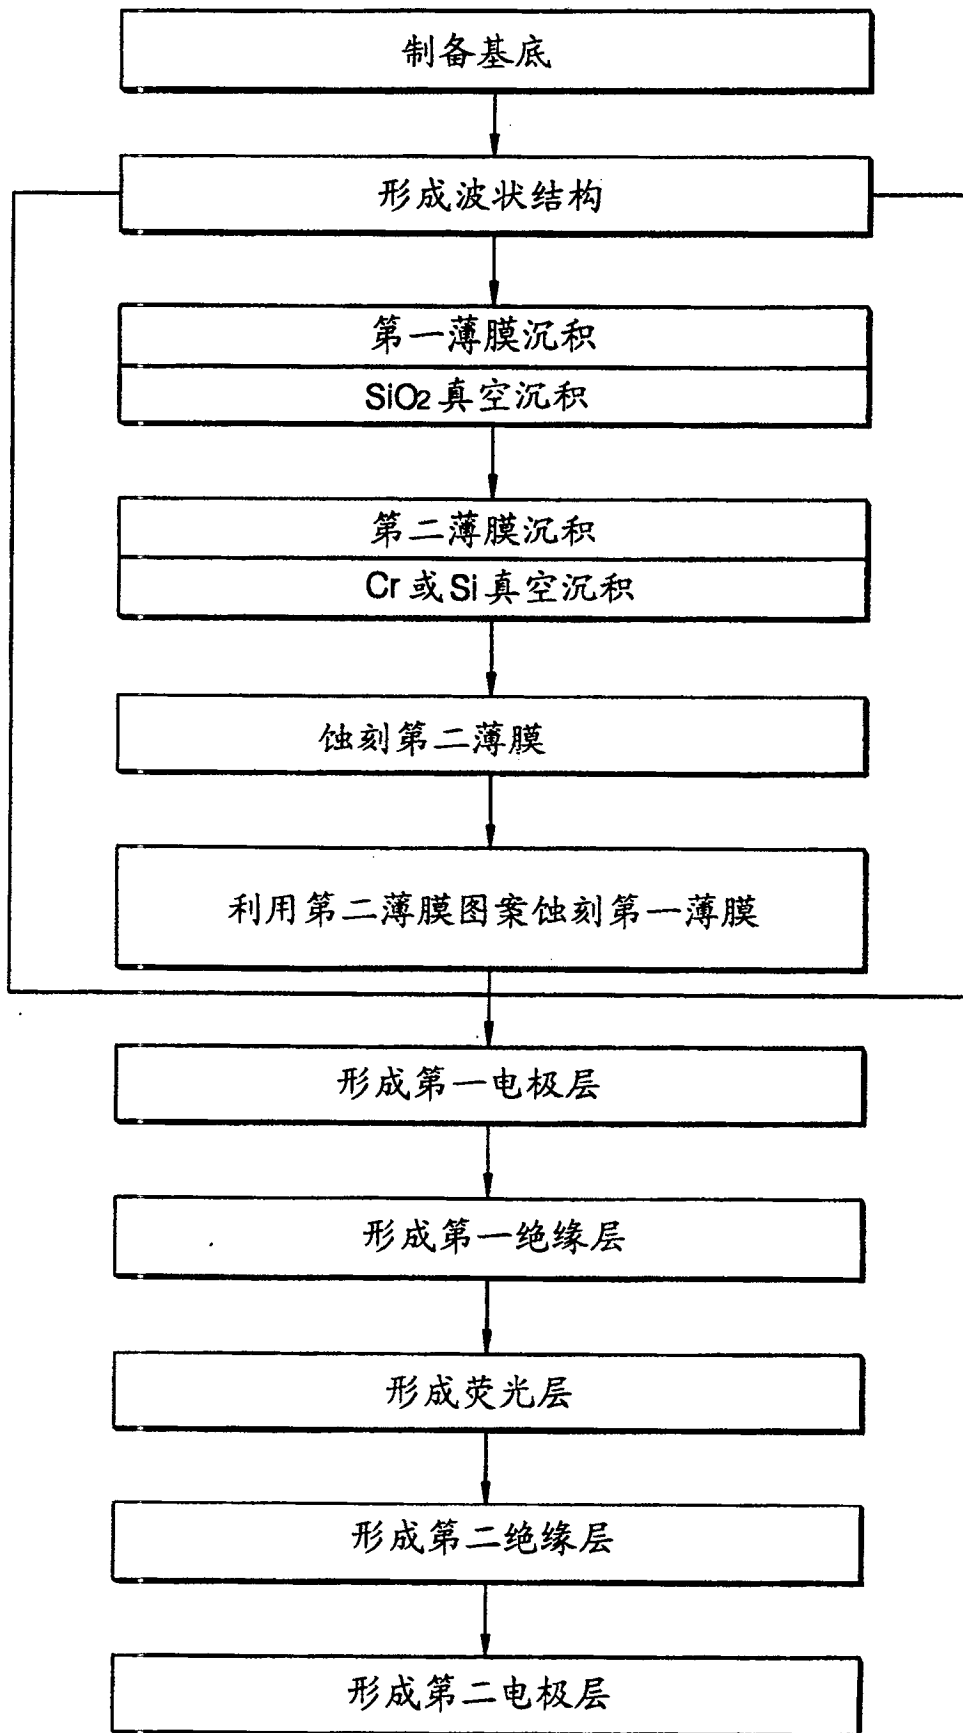 制备基底
形成波状结构
第一薄膜沉积
SiO2真空沉积
第二薄膜沉积
Cr或Si真空沉积
蚀刻第二薄膜
利用第二薄膜图案蚀刻第一薄膜
形成第一电极层
形成第一绝缘层
形成荧光层
形成第二绝缘层
形成第二电极层